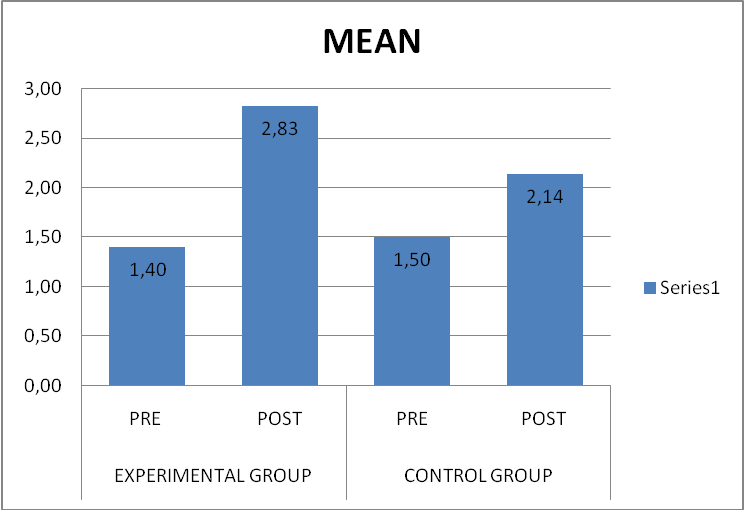 MEAN
3,00
2,50
2,00
1,50
1,00
0,50
0,00
1,40
2,83
1,50
2,14
Series1
PRE POST PRE POST
EXPERIMENTAL GROUP CONTROL GROUP